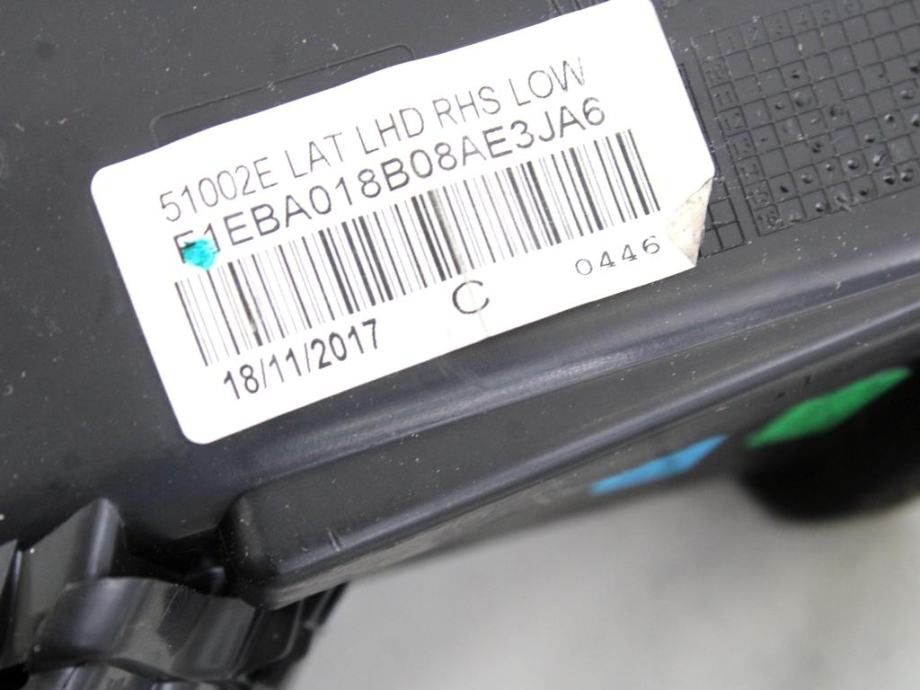 51002E LAT LHD RHS LOW
F1EBA018B08AE3JA6
C
0446
18/11/2017